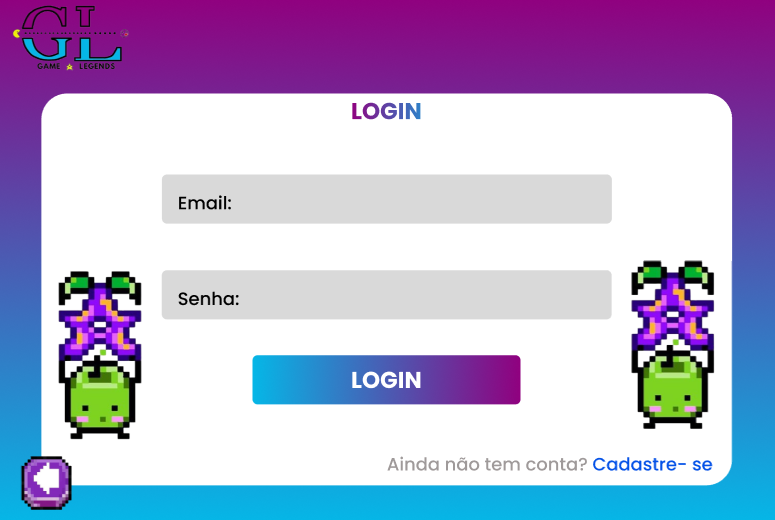 GL
GAME LEGENDS
LOGIN
Email:
Senha:
LOGIN
Ainda não tem conta? Cadastre- se